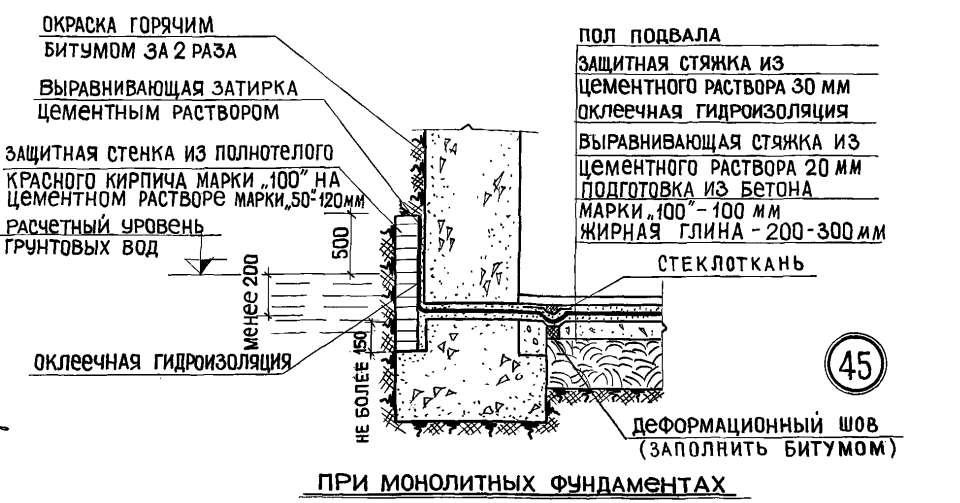 ОКРАСКА ГОРЯЧИМ
БИТУМОМ ЗА 2 РАЗА
ВЫРАВНИВАЮЩАЯ ЗАТИРКА
ЦЕМЕНТНЫМ РАСТВОРОМ
ЗАЩИТНАЯ СТЕНКА ИЗ ПОЛНОТЕЛОГО
КРАСНОГО КИРПИЧА МАРКИ „100" НА
ЦЕМЕНТНОМ РАСТВОРЕ МАРКИ „50"-120ММ
РАСЧЕТНЫЙ УРОВЕНЬ
ГРУНТОВЫХ ВОД
500
МЕНЕЕ 200
НЕ БОЛЕЕ 150
ОКЛЕЕЧНАЯ ГИДРОИЗОЛЯЦИЯ
ПОЛ ПОДВАЛА
ЗАЩИТНАЯ СТЯЖКА ИЗ
ЦЕМЕНТНОГО РАСТВОРА 30 ММ
ОКЛЕЕЧНАЯ ГИДРОИЗОЛЯЦИЯ
ВЫРАВНИВАЮЩАЯ СТЯЖКА ИЗ
ЦЕМЕНТНОГО РАСТВОРА 20 ММ
ПОДГОТОВКА ИЗ БЕТОНА
МАРКИ „100" - 100 ММ
ЖИРНАЯ ГЛИНА - 200-300 ММ
СТЕКЛОТКАНЬ
45
ДЕФОРМАЦИОННЫЙ ШОВ
(ЗАПОЛНИТЬ БИТУМОМ)
ПРИ МОНОЛИТНЫХ ФУНДАМЕНТАХ